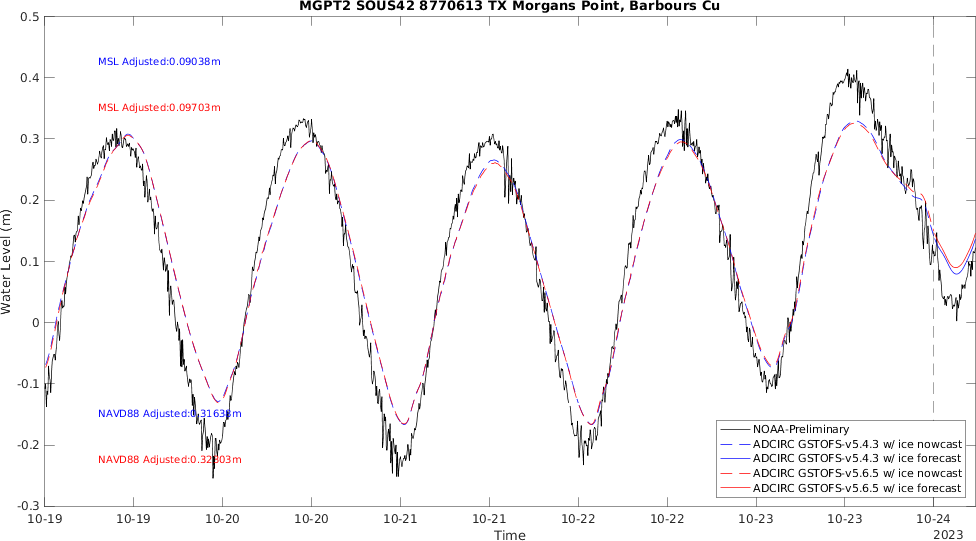 MGPT2 SOUS42 8770613 TX Morgans Point, Barbours Cu
0.5
0.4
0.3
0.2
0.1
0
-0.1
-0.2
-0.3
Water Level (m)
MSL Adjusted:0.09038m
MSL Adjusted:0.09703m
NAVD88 Adjusted:0.31638m
NAVD88 Adjusted:0.32303m
NOAA-Preliminary
ADCIRC GSTOFS-v5.4.3 w/ ice nowcast
ADCIRC GSTOFS-v5.4.3 w/ ice forecast
ADCIRC GSTOFS-v5.6.5 w/ ice nowcast
ADCIRC GSTOFS-v5.6.5 w/ ice forecast
10-19 10-19 10-20 10-20 10-21 10-21 10-22 10-22 10-23 10-23 10-24
Time
2023